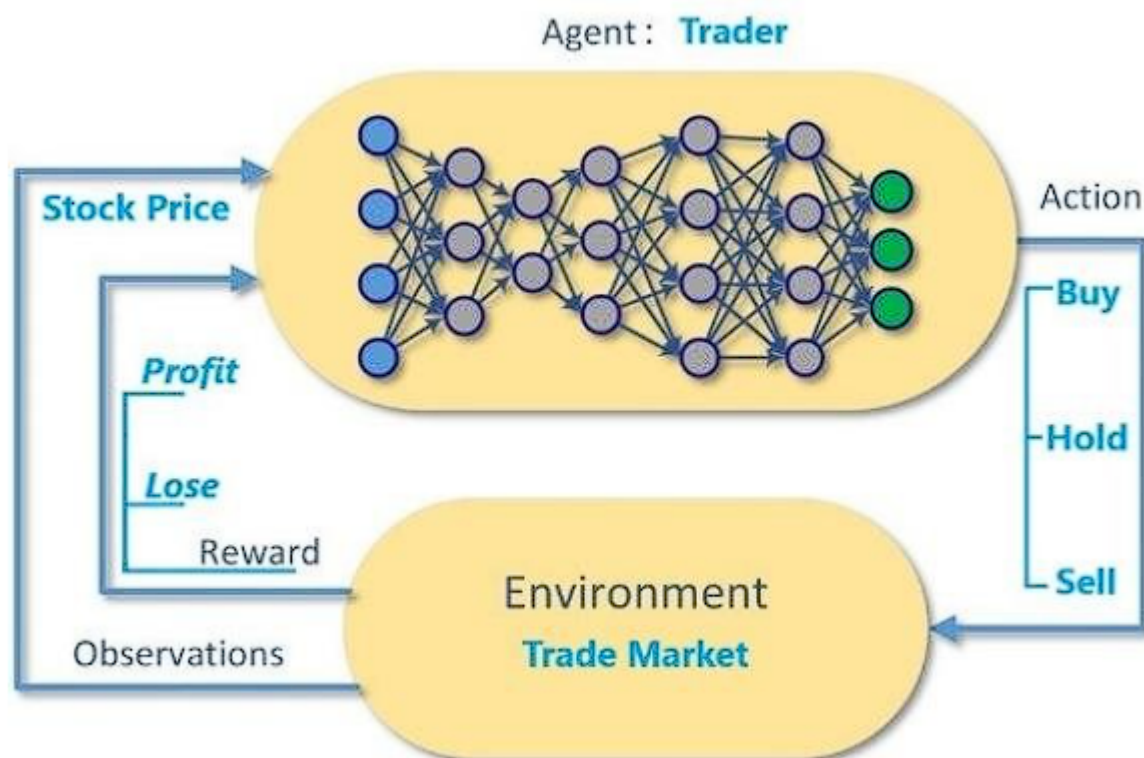 Agent: Trader
Stock Price
Action
Buy
Profit
Hold
Lose
Reward
Sell
Environment
Trade Market
Observations